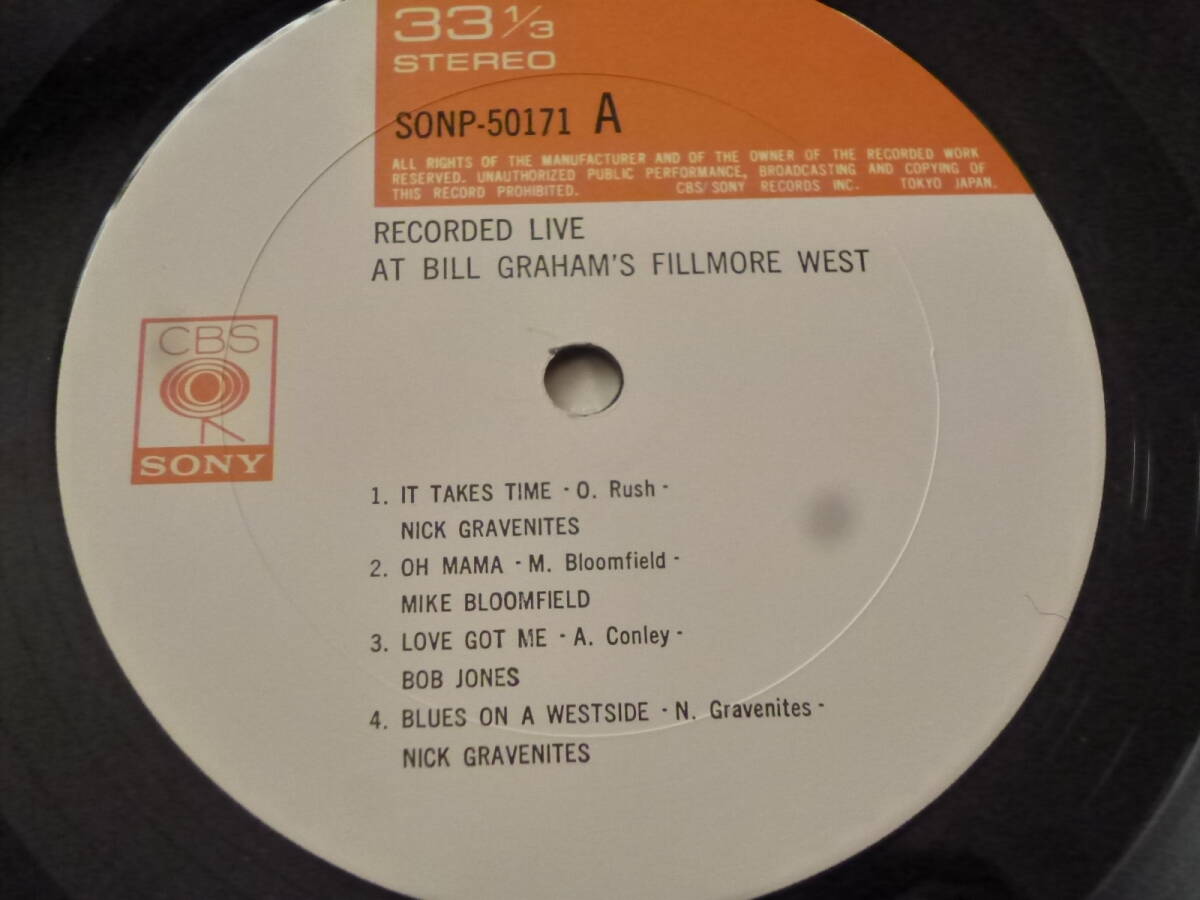 33 1/3
STEREO
SONP-50171 A
ALL RIGHTS OF THE MANUFACTURER AND OF THE OWNER OF THE RECORDED WORK
RESERVED. UNAUTHORIZED PUBLIC PERFORMANCE, BROADCASTING AND COPYING OF
THIS RECORD PROHIBITED. CBS/SONY RECORDS INC. TOKYO JAPAN.
RECORDED LIVE
AT BILL GRAHAM'S FILLMORE WEST
CBS
SONY
1. IT TAKES TIME - O. Rush -
NICK GRAVENITES
2. OH MAMA - M. Bloomfield -
MIKE BLOOMFIELD
3. LOVE GOT ME - A. Conley -
BOB JONES
4. BLUES ON A WESTSIDE - N. Gravenites -
NICK GRAVENITES